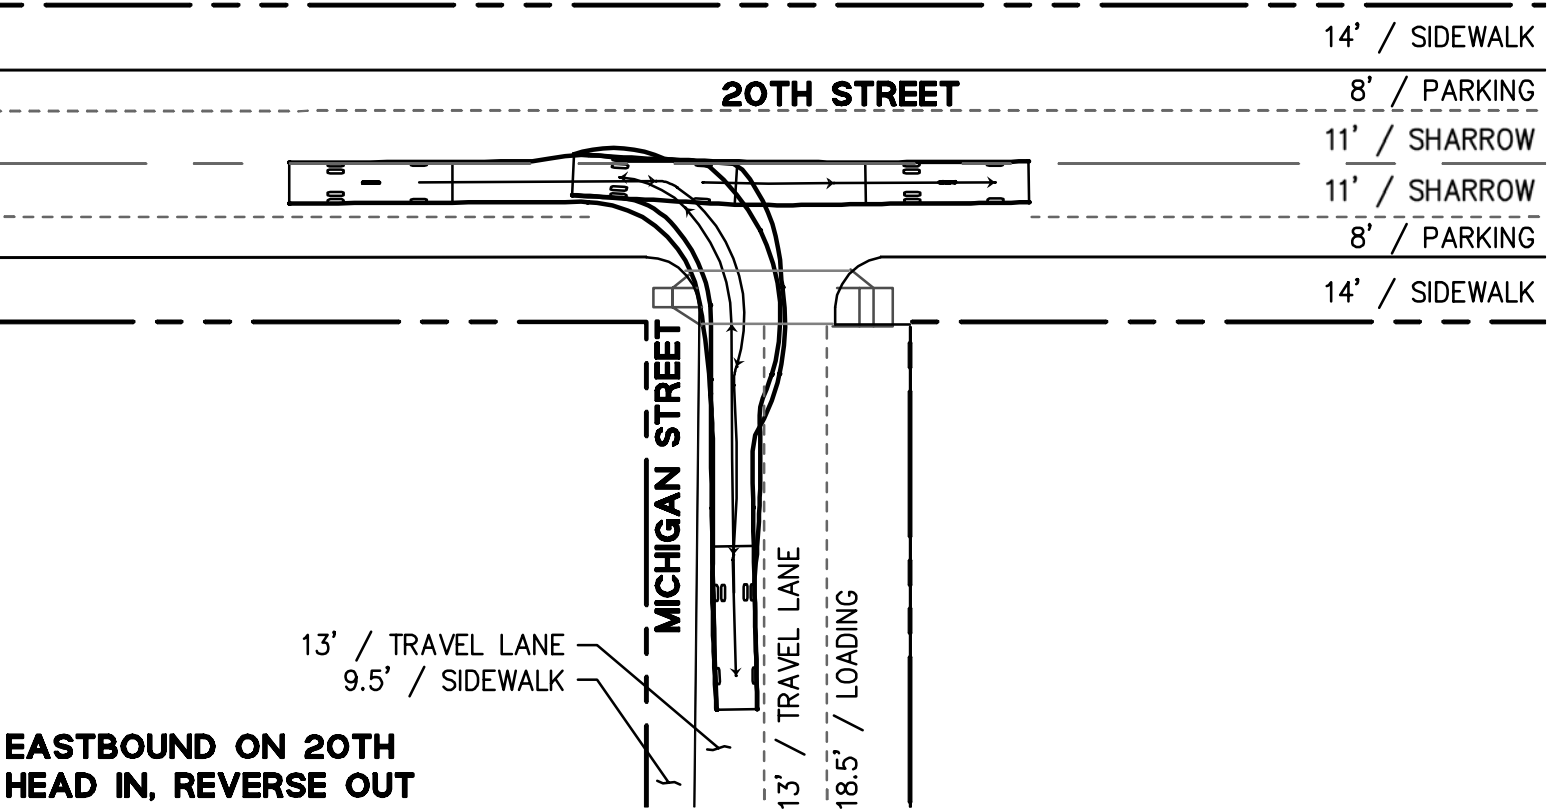 14' / SIDEWALK
20TH STREET
8' / PARKING
11' / SHARROW
11' / SHARROW
8' / PARKING
14' / SIDEWALK
MICHIGAN STREET
13' / TRAVEL LANE
9.5' / SIDEWALK
13' / TRAVEL LANE
18.5' / LOADING
EASTBOUND ON 20TH
HEAD IN, REVERSE OUT